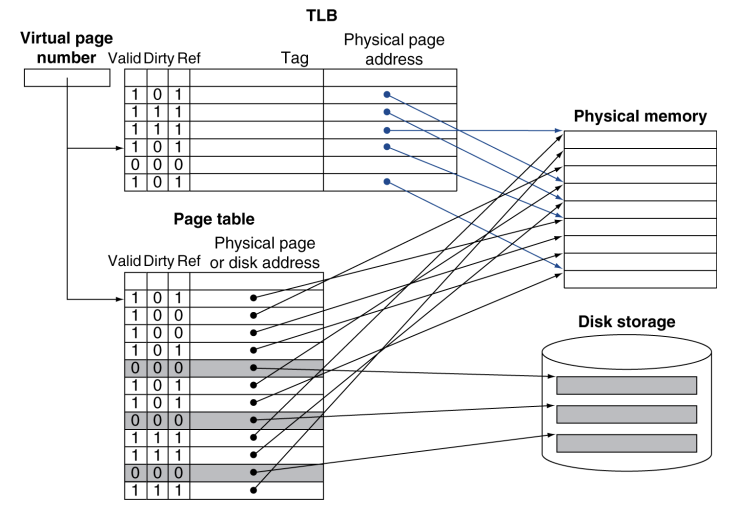 TLB
Virtual page
number
Valid Dirty Ref
Tag
Physical page
address
1 0 1
1 1 1
1 1 1
1 0 1
0 0 0
1 0 1
Physical memory
Page table
Physical page
or disk address
Valid Dirty Ref
1 0 1
1 0 0
1 0 0
1 0 1
0 0 0
1 0 1
1 0 1
0 0 0
1 1 1
1 1 1
0 0 0
1 1 1
Disk storage